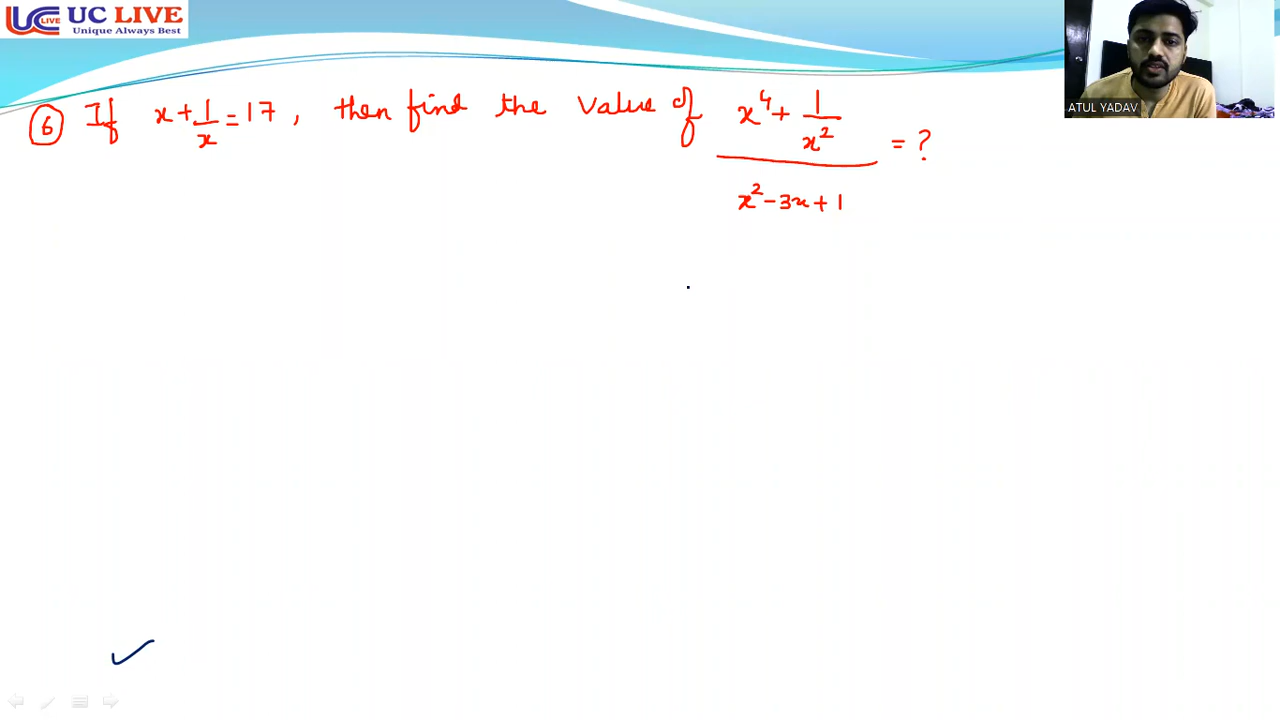 LIVE UC LIVE
Unique Always Best
ATUL YADAV
⑥ If x + 1/x = 17, then find the value of (x⁴ + 1/x²)/(x² - 3x + 1) = ?